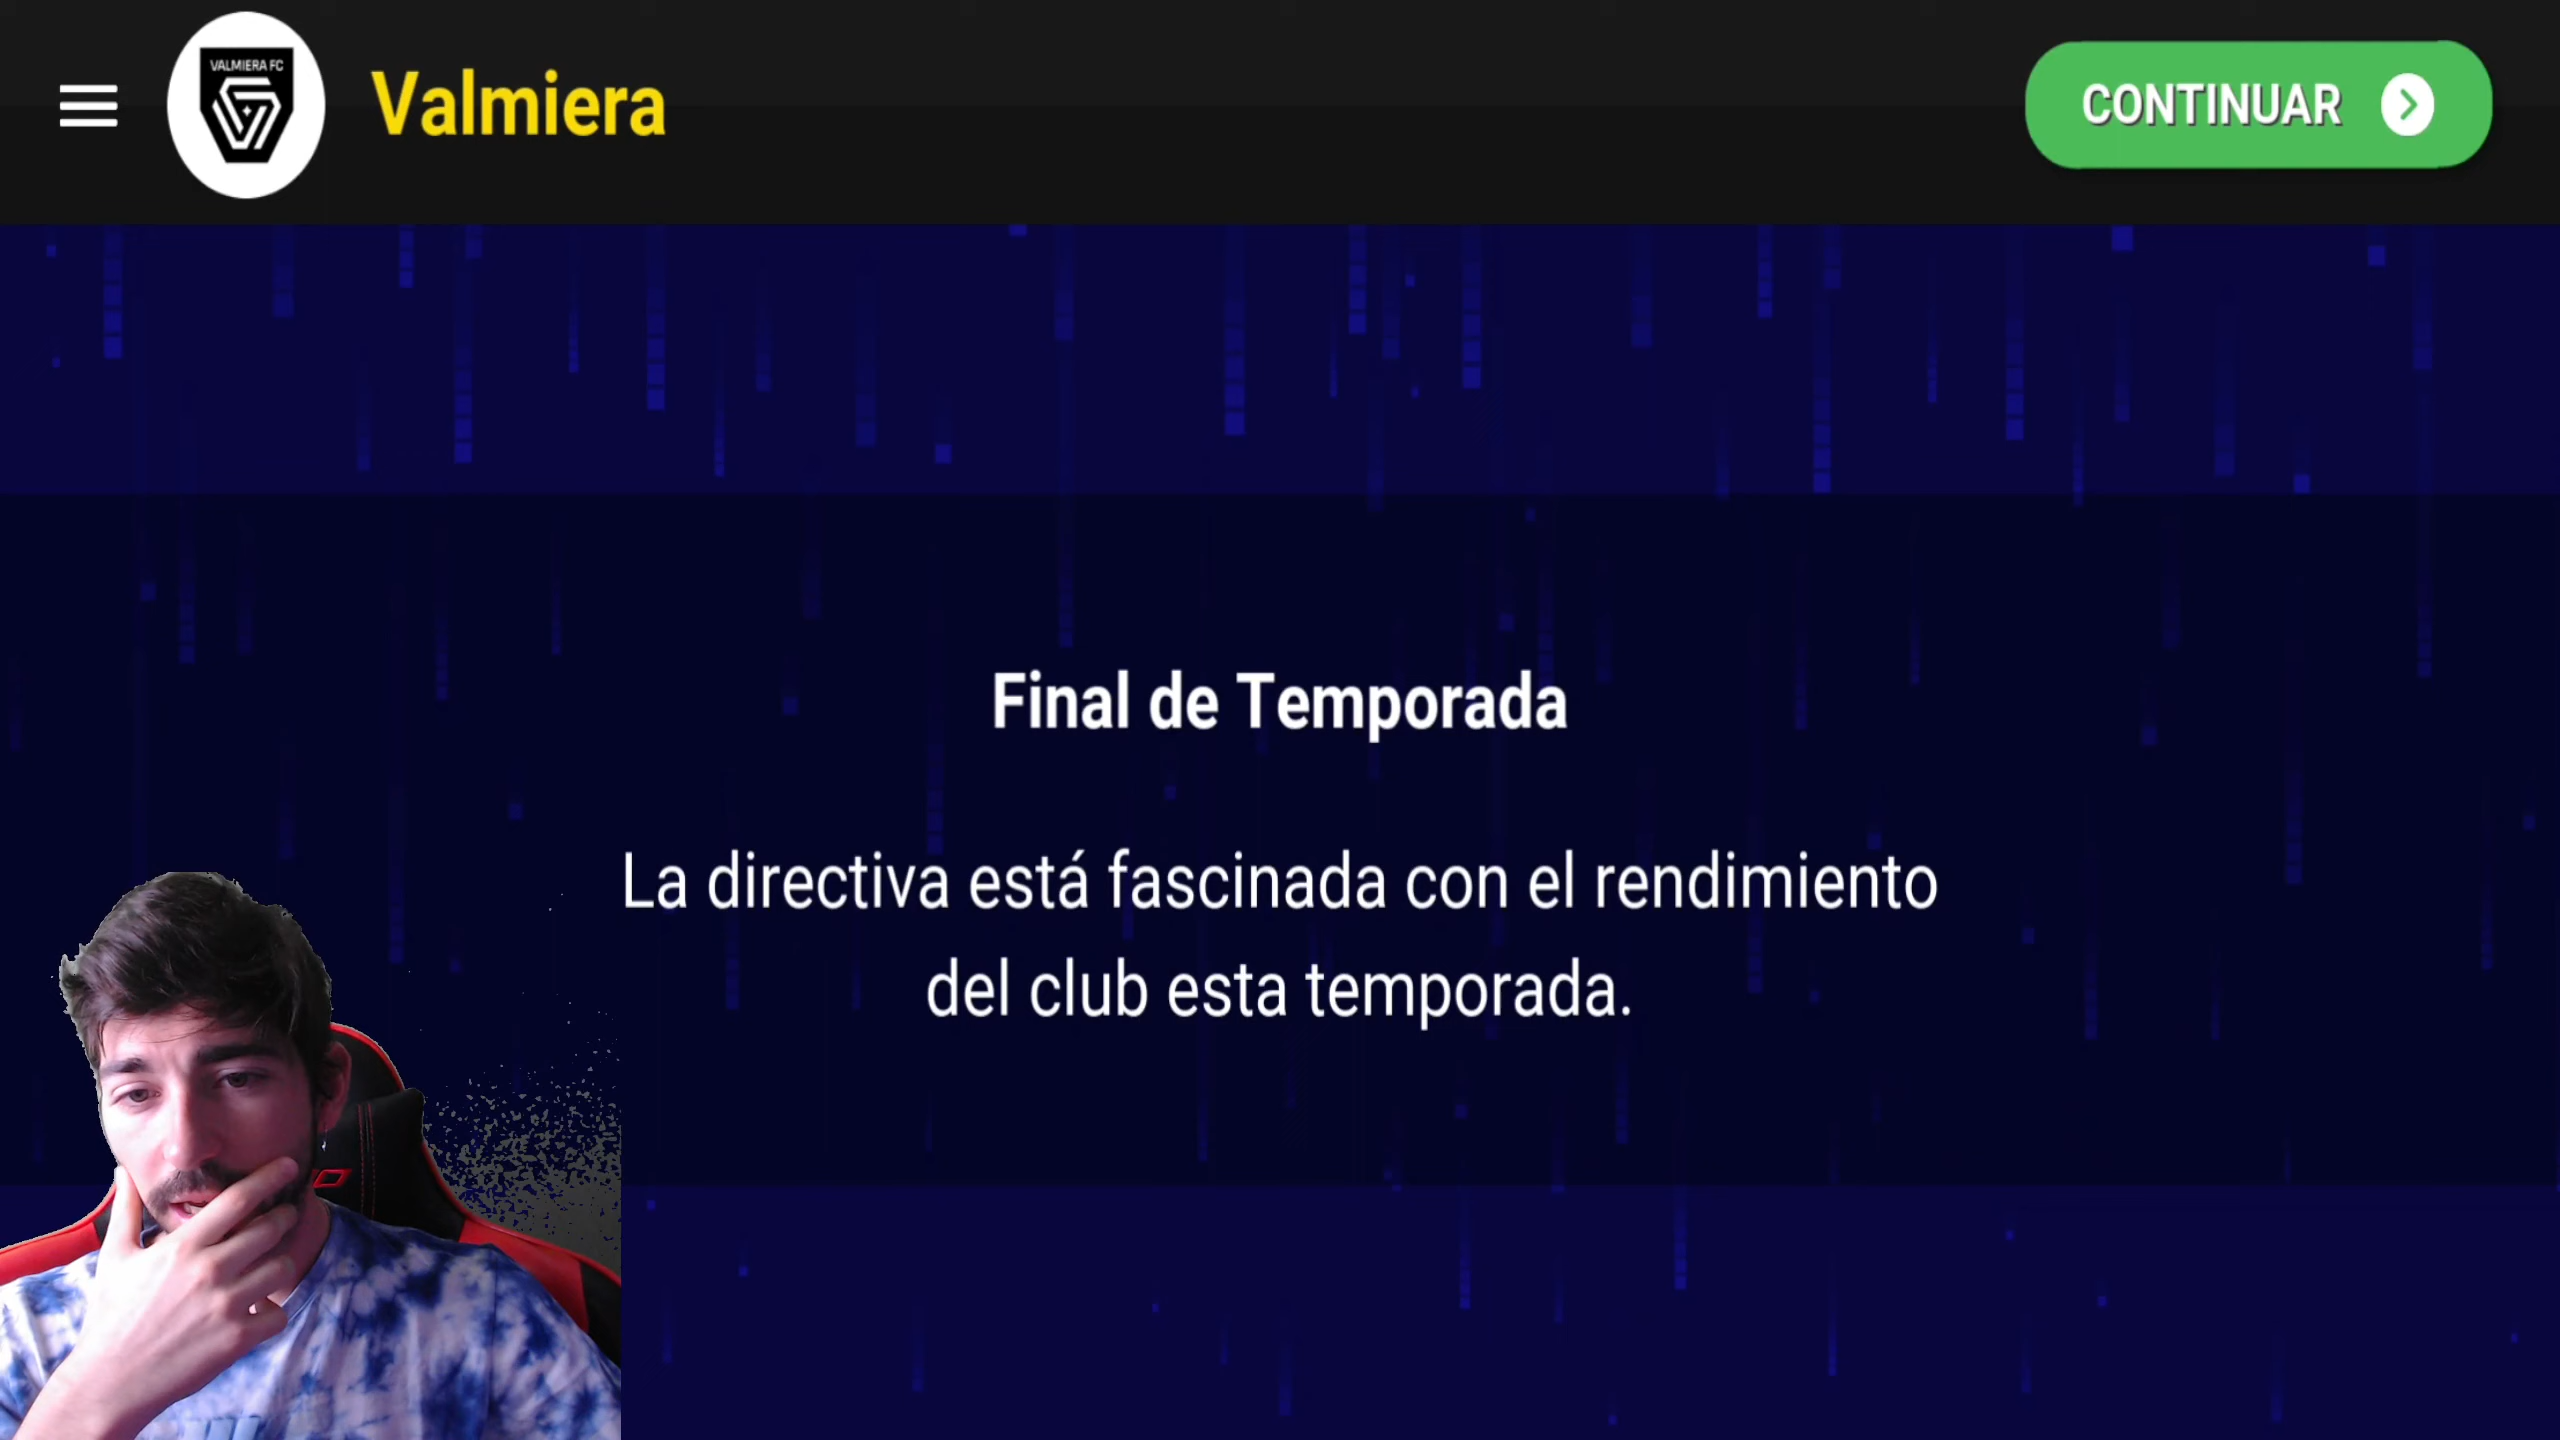 VALMIERA FC
Valmiera
CONTINUAR
Final de Temporada
La directiva está fascinada con el rendimiento
del club esta temporada.